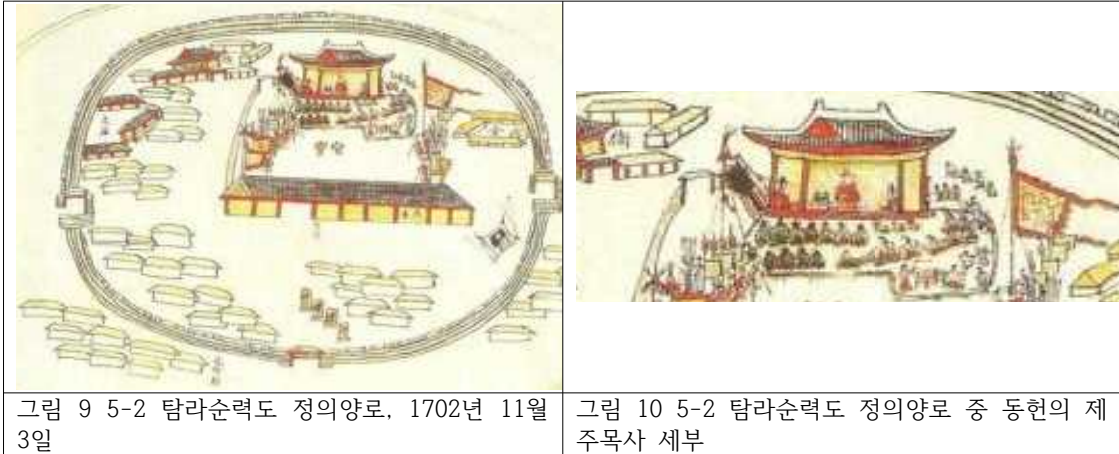 그림 9 5-2 탐라순력도 정의양로, 1702년 11월
3일
그림 10 5-2 탐라순력도 정의양로 중 동헌의 제
주목사 세부